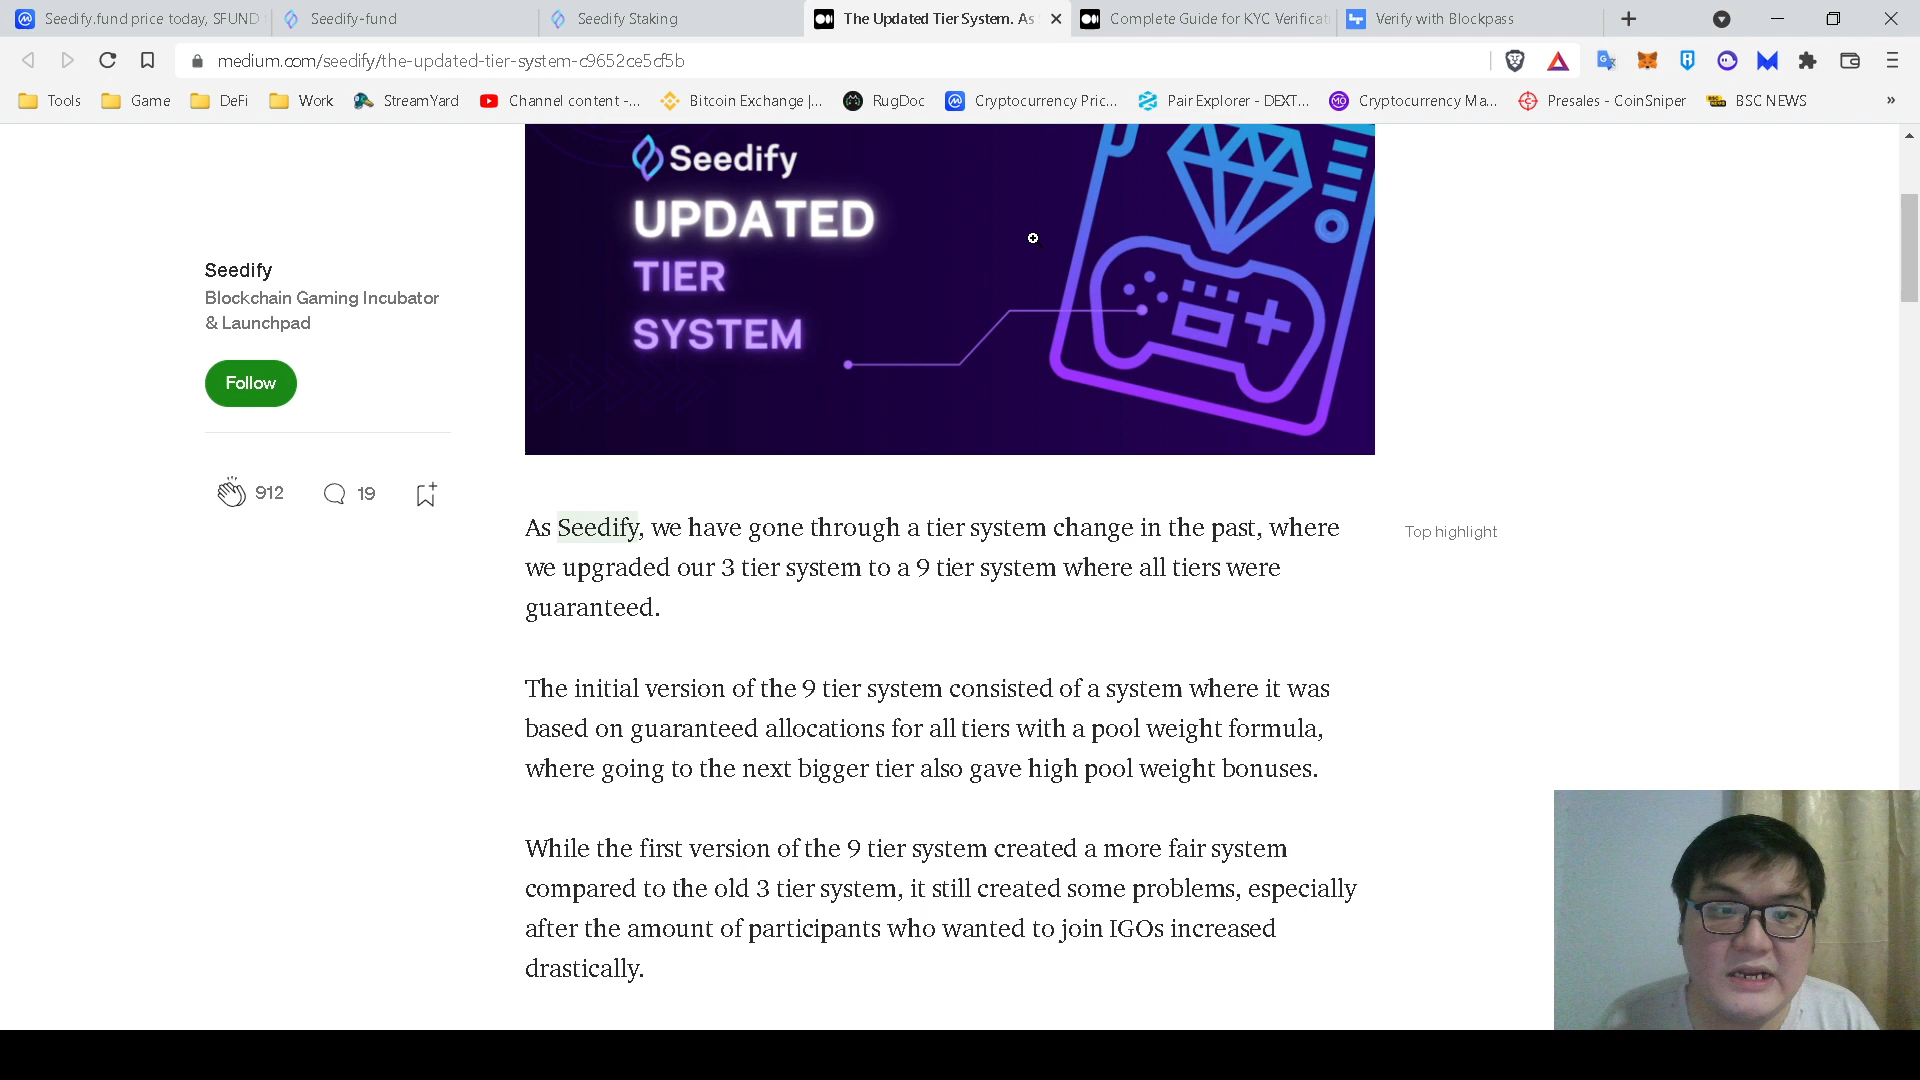 Seedify.fund price today, SFUND
Seedify-fund
Seedify Staking
The Updated Tier System. As
Complete Guide for KYC Verificat
Verify with Blockpass
medium.com/seedify/the-updated-tier-system-c9652ce5cf5b
Tools
Game
DeFi
Work
StreamYard
Channel content -...
Bitcoin Exchange |...
RugDoc
Cryptocurrency Pric...
Pair Explorer - DEXT...
Cryptocurrency Ma...
Presales - CoinSniper
BSC NEWS
»
Seedify
UPDATED
TIER
SYSTEM
Seedify
Blockchain Gaming Incubator
& Launchpad
Follow
912
19
As Seedify, we have gone through a tier system change in the past, where
we upgraded our 3 tier system to a 9 tier system where all tiers were
guaranteed.
Top highlight
The initial version of the 9 tier system consisted of a system where it was
based on guaranteed allocations for all tiers with a pool weight formula,
where going to the next bigger tier also gave high pool weight bonuses.
While the first version of the 9 tier system created a more fair system
compared to the old 3 tier system, it still created some problems, especially
after the amount of participants who wanted to join IGOs increased
drastically.